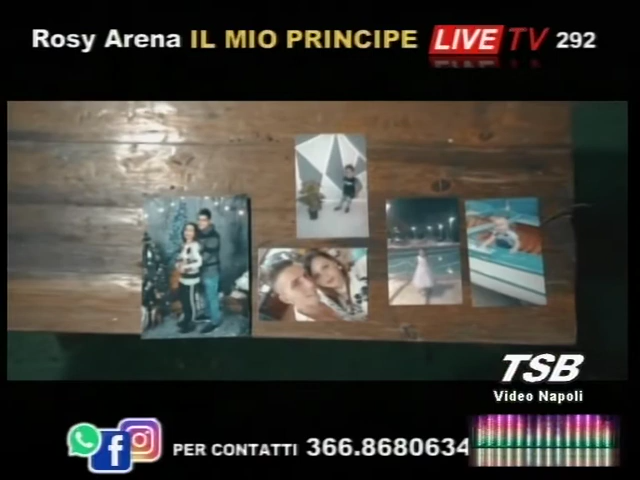 Rosy Arena IL MIO PRINCIPE LIVE TV 292
TSB
Video Napoli
PER CONTATTI 366.8680634